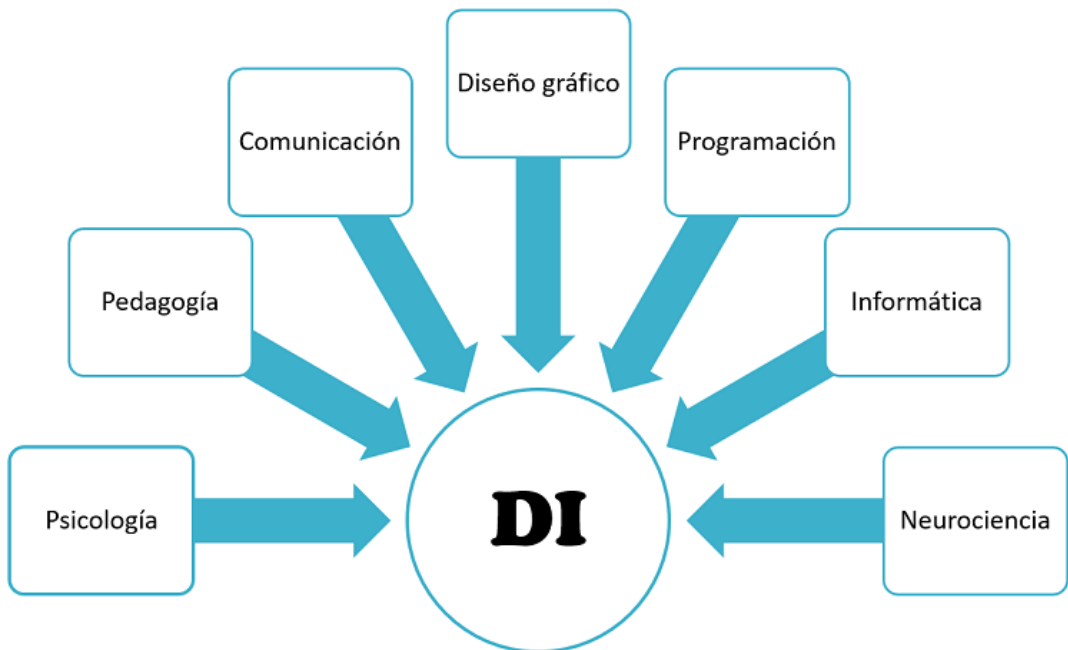 Diseño gráfico
Comunicación
Programación
Pedagogía
Informática
Psicología
DI
Neurociencia